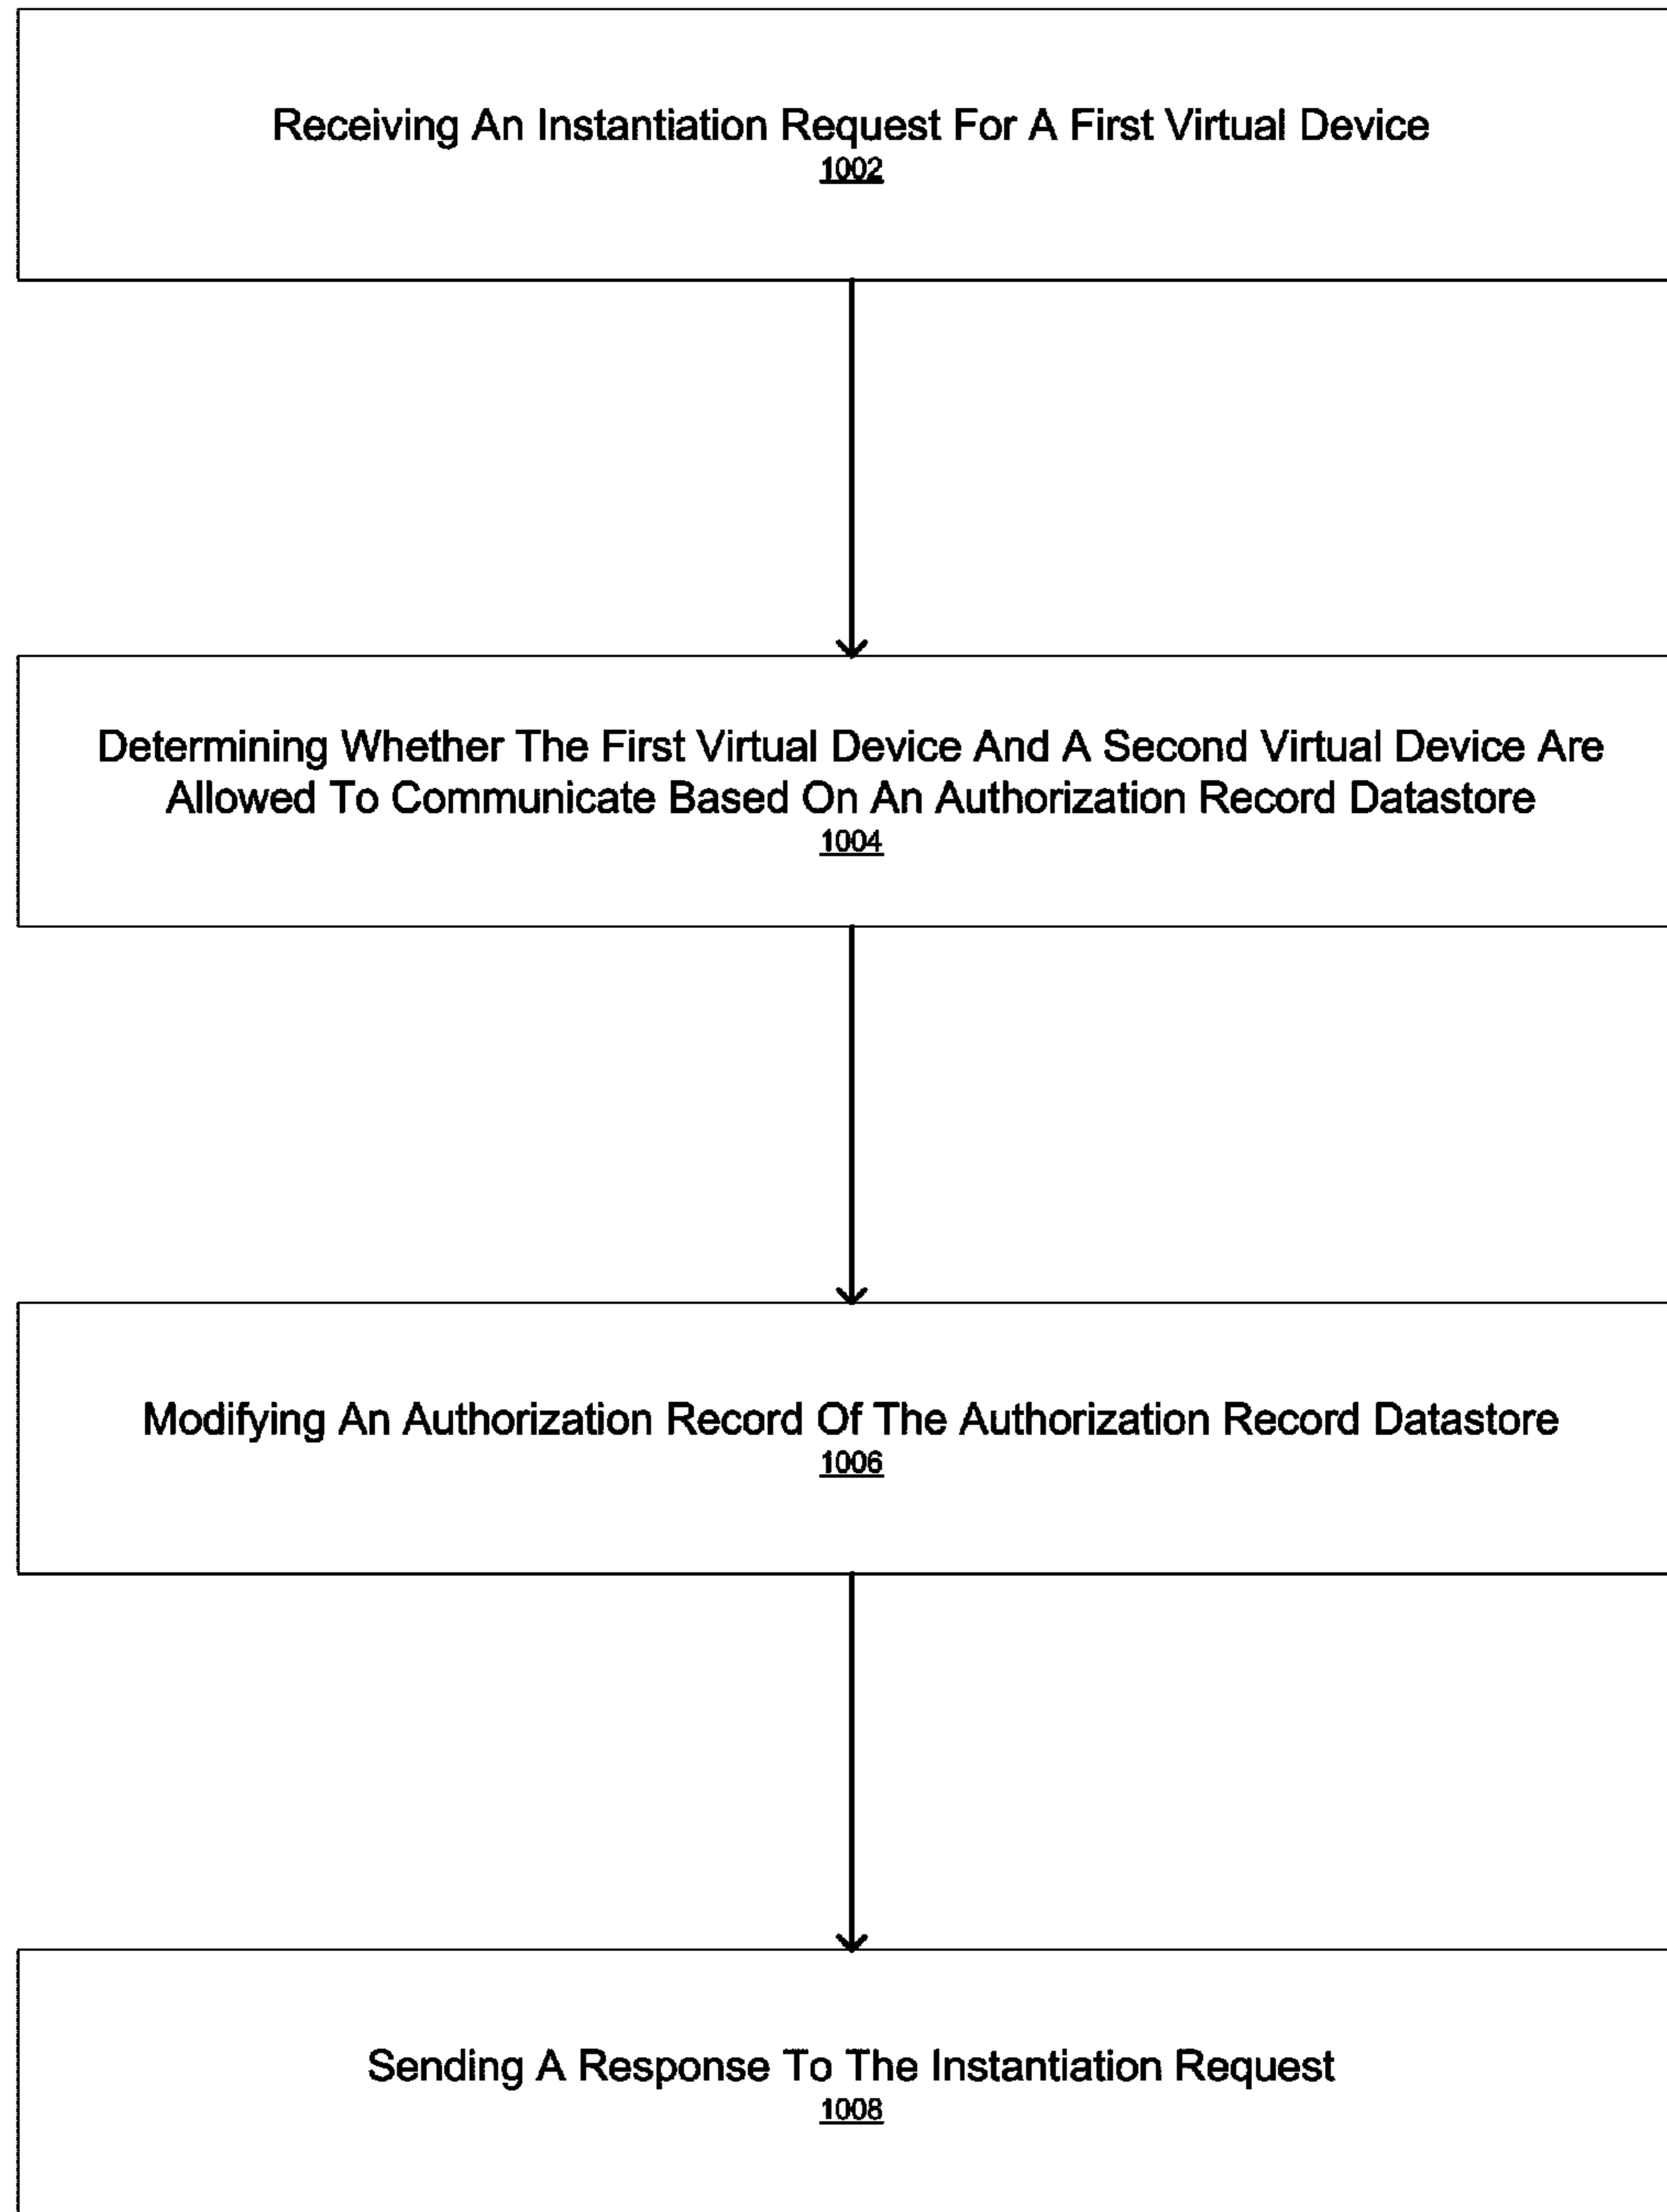 Receiving An Instantiation Request For A First Virtual Device
1002
Determining Whether The First Virtual Device And A Second Virtual Device Are
Allowed To Communicate Based On An Authorization Record Datastore
1004
Modifying An Authorization Record Of The Authorization Record Datastore
1006
Sending A Response To The Instantiation Request
1008